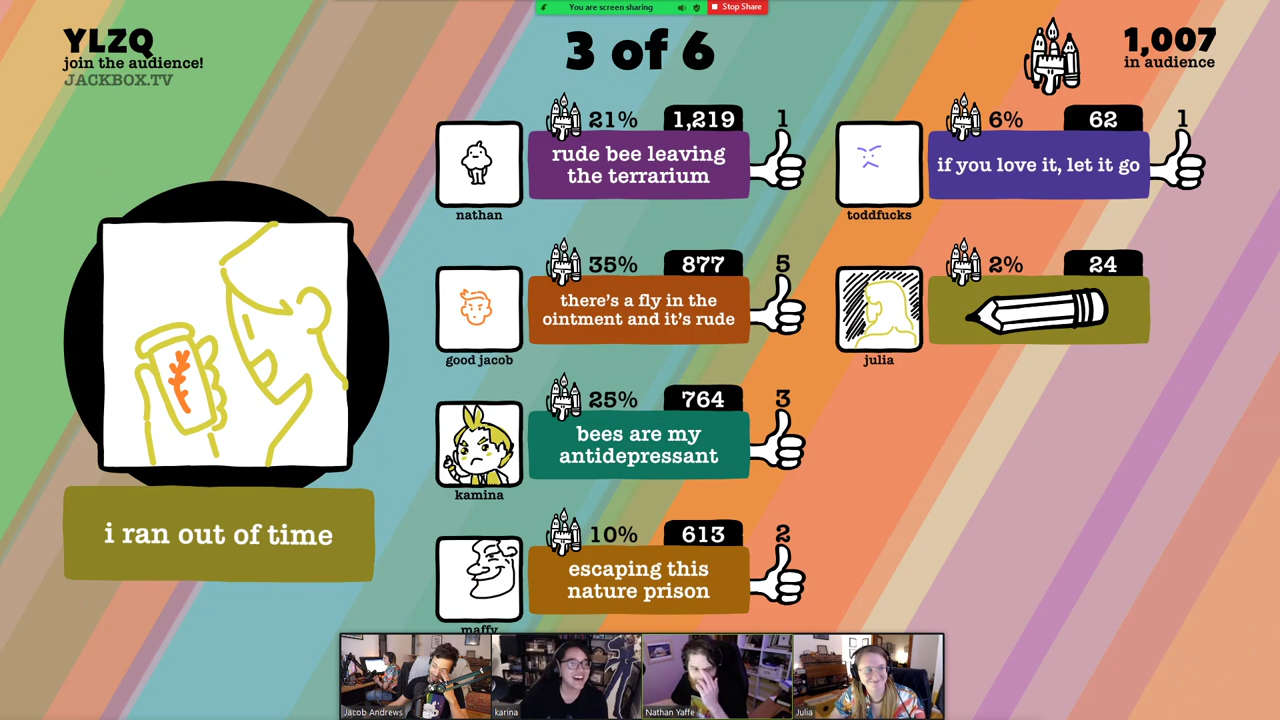 You are screen sharing
Stop Share
YLZQ
join the audience!
JACKBOX.TV
3 of 6
1,007
in audience
21%
1,219
1
rude bee leaving
the terrarium
nathan
35%
877
5
there's a fly in the
ointment and it's rude
good jacob
25%
764
3
bees are my
antidepressant
kamina
10%
613
2
escaping this
nature prison
maffy
6%
62
1
if you love it, let it go
toddfucks
2%
24
julia
i ran out of time
Jacob Andrews
karina
Nathan Yaffe
Julia